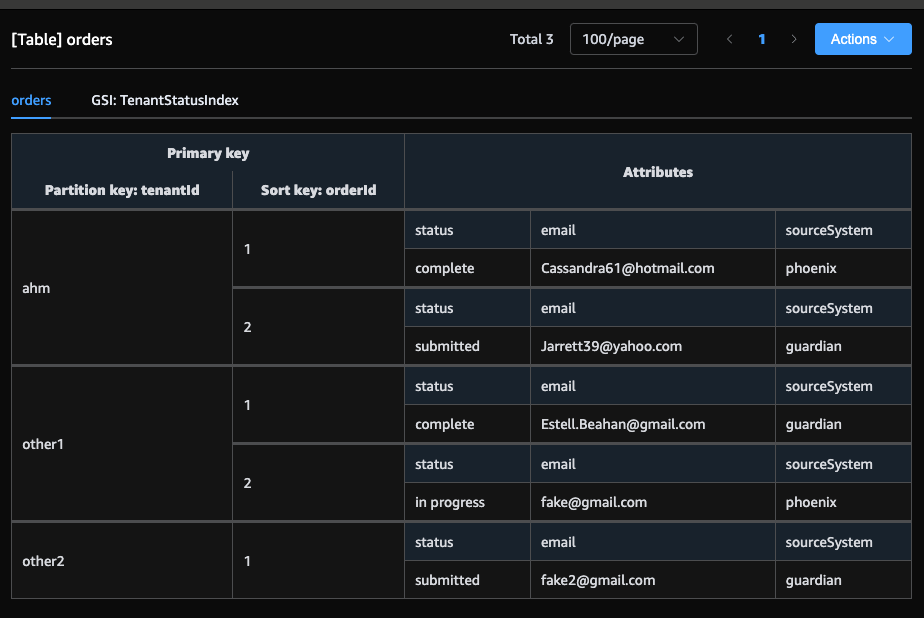 [Table] orders Total 3 100/page 1 Actions
orders GSI: TenantStatusIndex
Primary key Attributes
Partition key: tenantId Sort key: orderId
ahm 1 status email sourceSystem
complete Cassandra61@hotmail.com phoenix
2 status email sourceSystem
submitted Jarrett39@yahoo.com guardian
other1 1 status email sourceSystem
complete Estell.Beahan@gmail.com guardian
2 status email sourceSystem
in progress fake@gmail.com phoenix
other2 1 status email sourceSystem
submitted fake2@gmail.com guardian